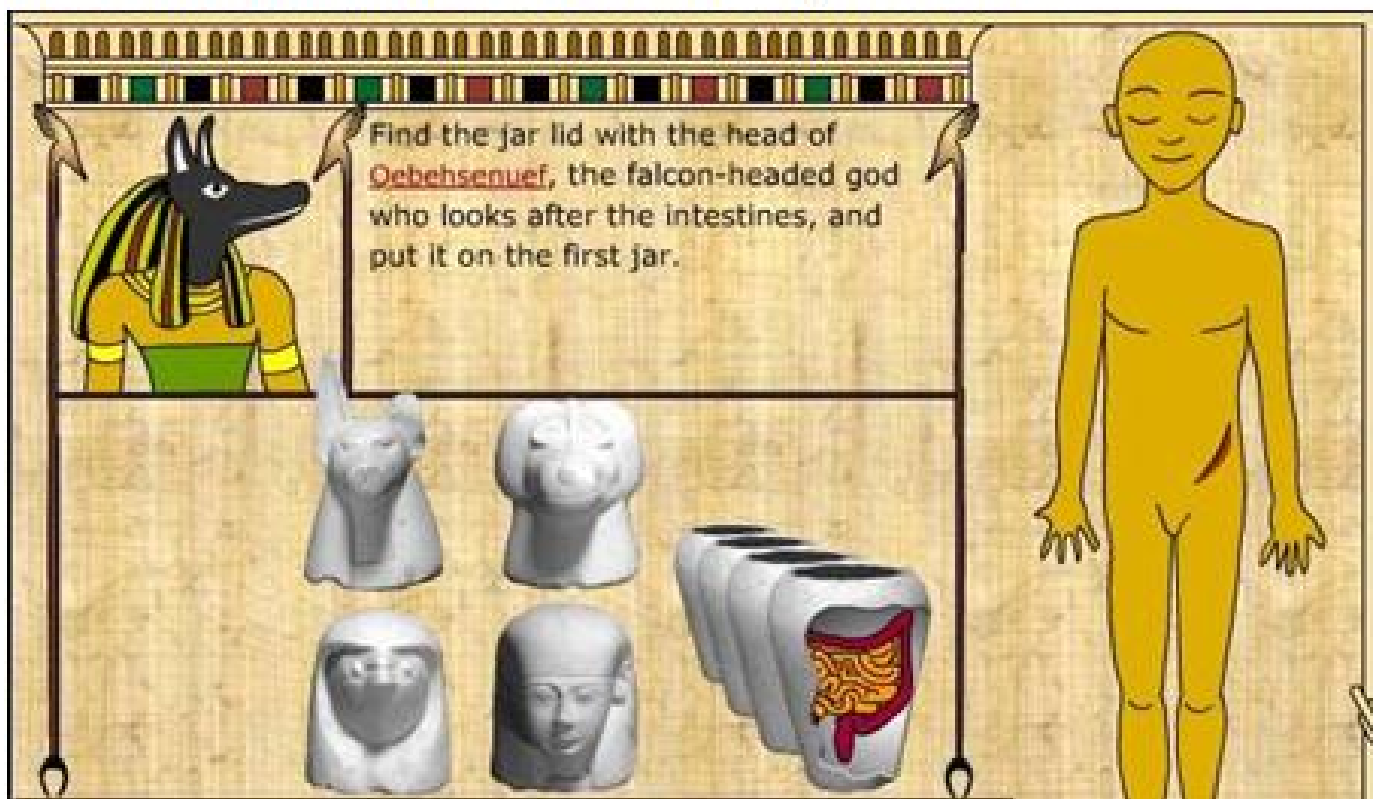 Find the jar lid with the head of
Qebehsenuef, the falcon-headed god
who looks after the intestines, and
put it on the first jar.